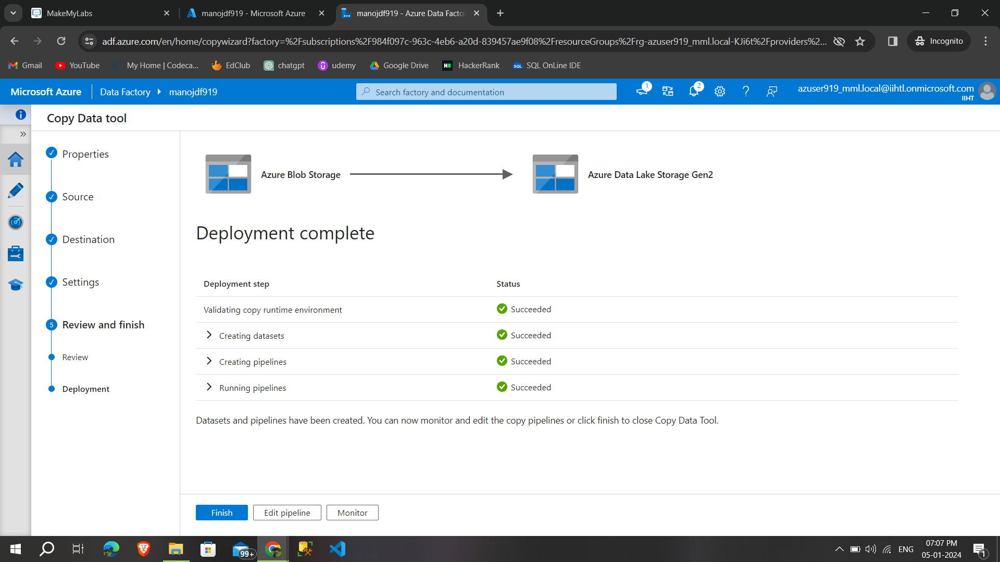 MakeMyLabs
manojdf919 - Microsoft Azure
manojdf919 - Azure Data Facto
adf.azure.com/en/home/copywizard?factory=%2Fsubscriptions%2F984f097c-963c-4eb6-a20d-839457ae9f08%2FresourceGroups%2Frg-azuser919_mml.local-KJi6t%2Fproviders%2...
Incognito
Gmail
YouTube
My Home | Codeca...
EdClub
chatgpt
udemy
Google Drive
HackerRank
SQL OnLine IDE
Microsoft Azure
Data Factory
manojdf919
Search factory and documentation
1
2
azuser919_mml.local@iihtl.onmicrosoft.com
IIHT
Copy Data tool
Properties
Source
Destination
Settings
5
Review and finish
Review
Deployment
Azure Blob Storage
Azure Data Lake Storage Gen2
Deployment complete
Deployment step
Status
Validating copy runtime environment
Succeeded
Creating datasets
Succeeded
Creating pipelines
Succeeded
Running pipelines
Succeeded
Datasets and pipelines have been created. You can now monitor and edit the copy pipelines or click finish to close Copy Data Tool.
Finish
Edit pipeline
Monitor
99+
ENG
07:07 PM
05-01-2024
1